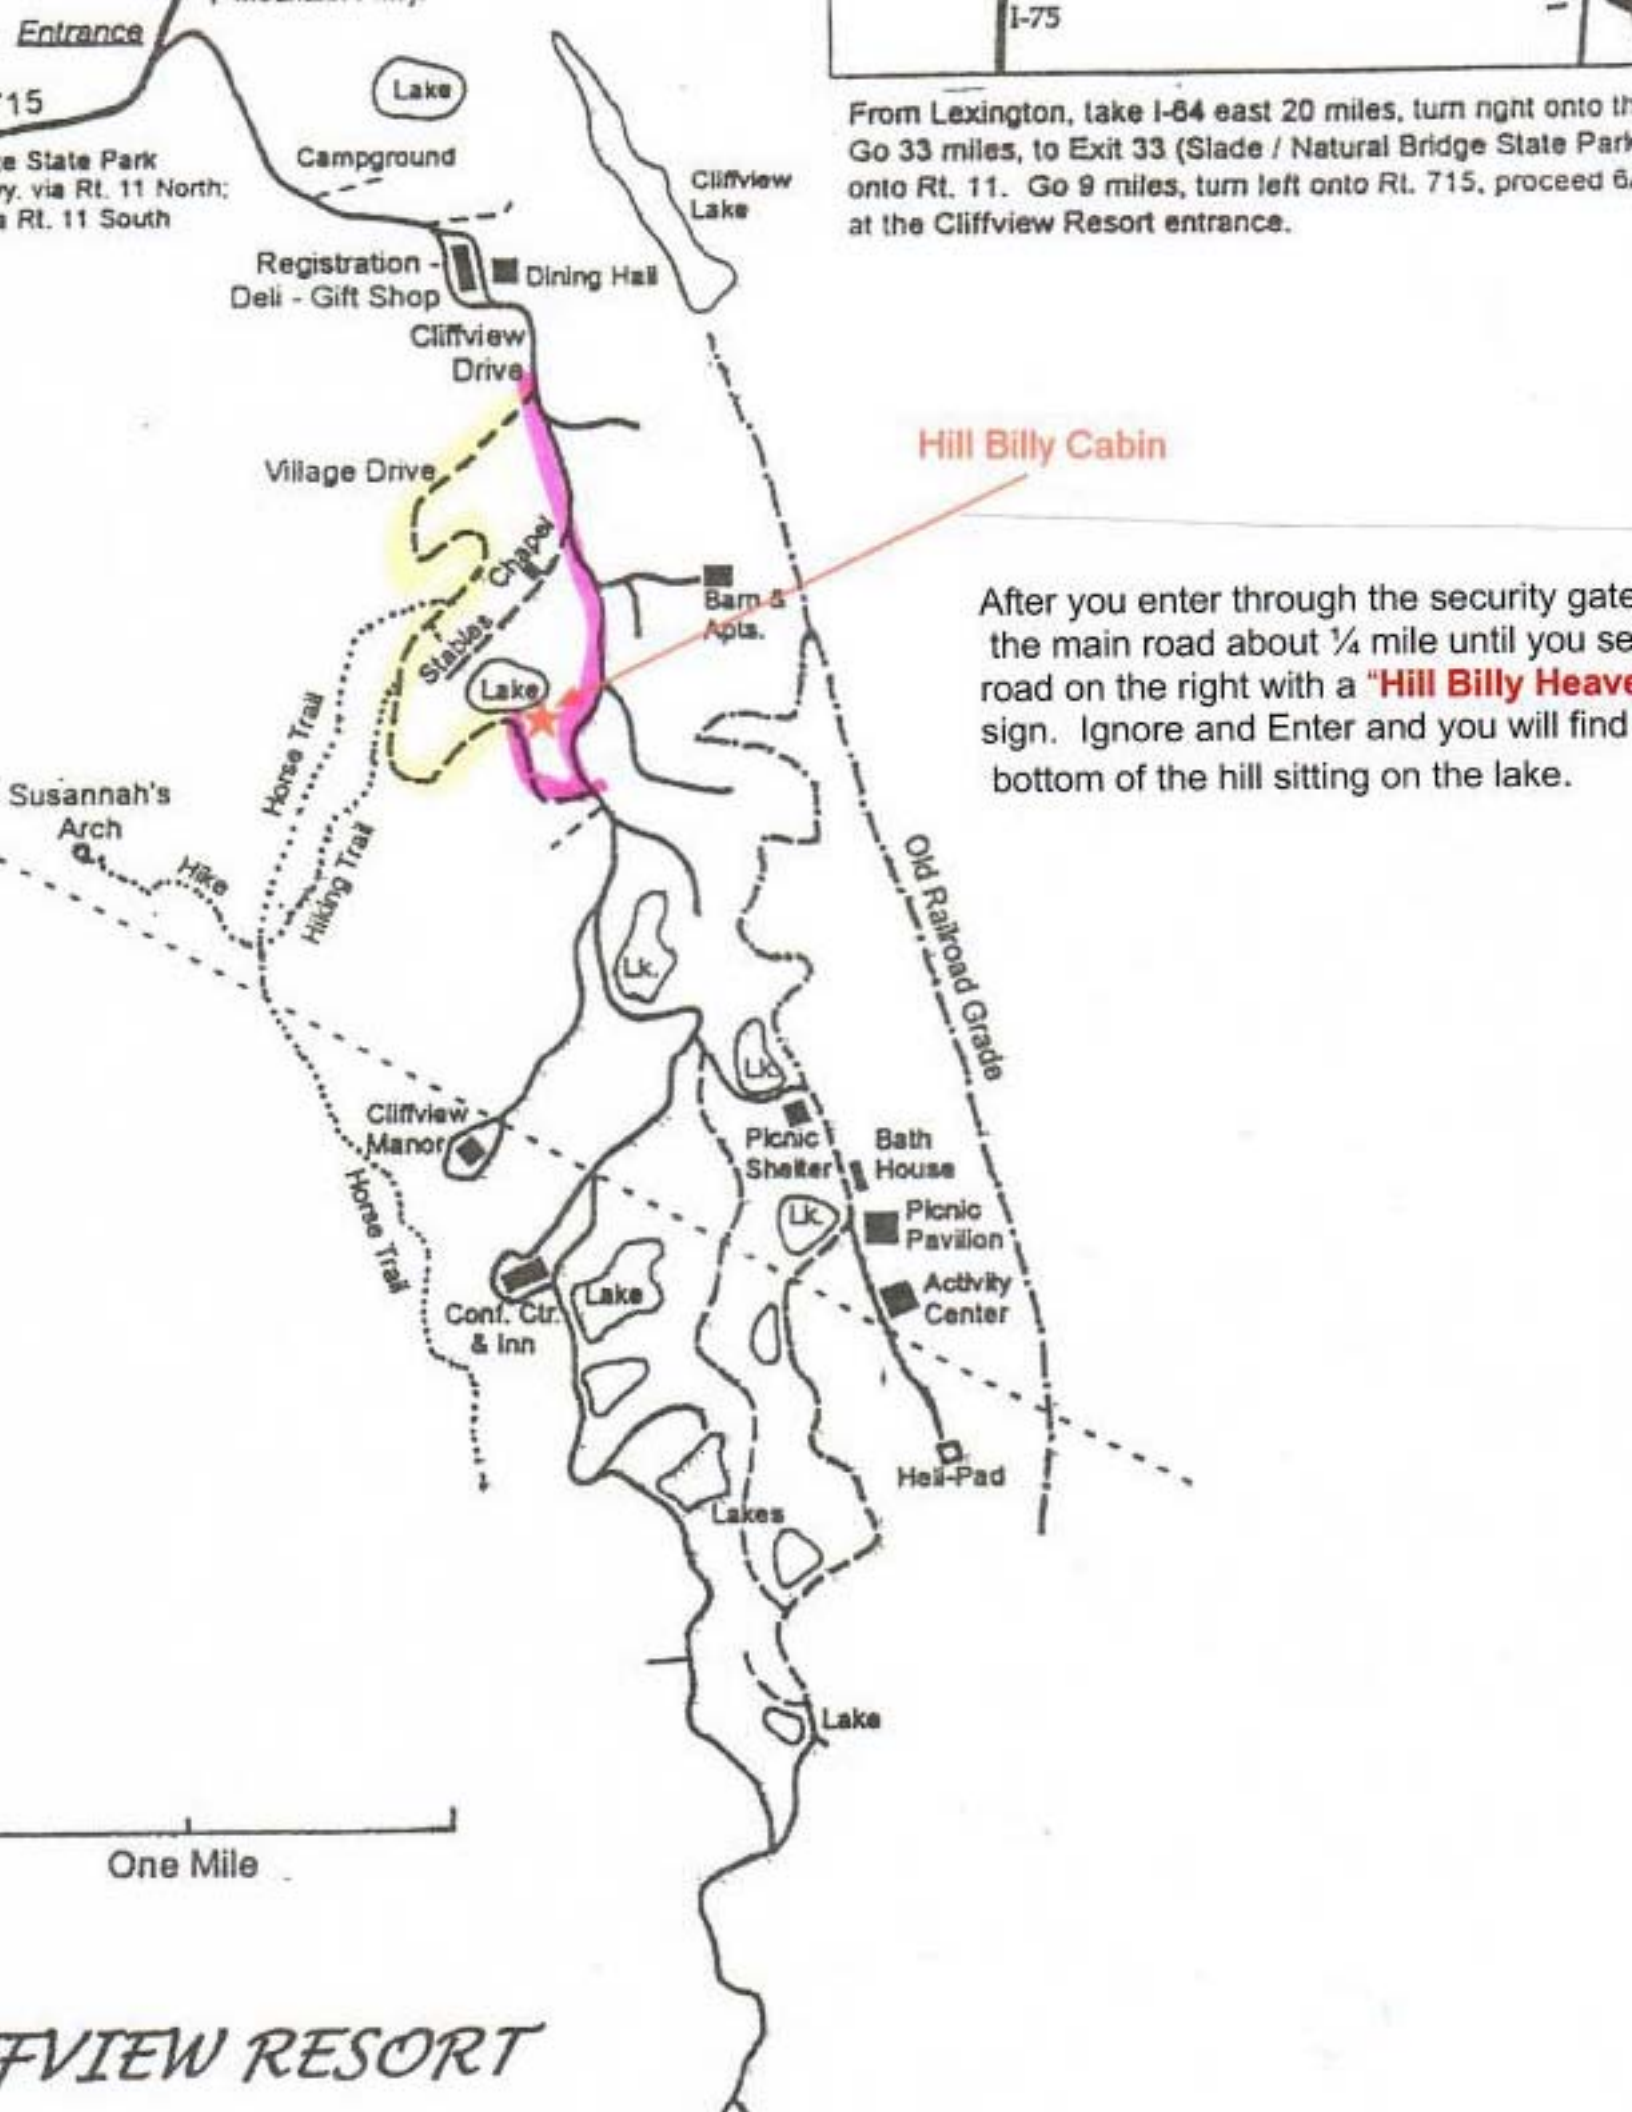 Entrance
I-75
Lake
15
From Lexington, take I-64 east 20 miles, turn right onto
Go 33 miles, to Exit 33 (Slade / Natural Bridge State Park
onto Rt. 11. Go 9 miles, turn left onto Rt. 715, proceed
at the Cliffview Resort entrance.
State Park
via Rt. 11 North;
Rt. 11 South
Campground
Cliffview
Lake
Registration -
Deli - Gift Shop
Dining Hall
Cliffview
Drive
Hill Billy Cabin
Village Drive
Chapel
Stables
Barn &
Apts.
Lake
After you enter through the security gate
the main road about ¼ mile until you
road on the right with a "Hill Billy
sign. Ignore and Enter and you will find
bottom of the hill sitting on the lake.
Horse Trail
Hiking Trail
Susannah's
Arch
Hike
Old Railroad Grade
Lk.
Lk.
Cliffview
Manor
Picnic
Shelter
Bath
House
Horse Trail
Lk.
Picnic
Pavilion
Lake
Activity
Center
Conf. Ctr.
& Inn
Heli-Pad
Lakes
Lake
One Mile
FVIEW RESORT